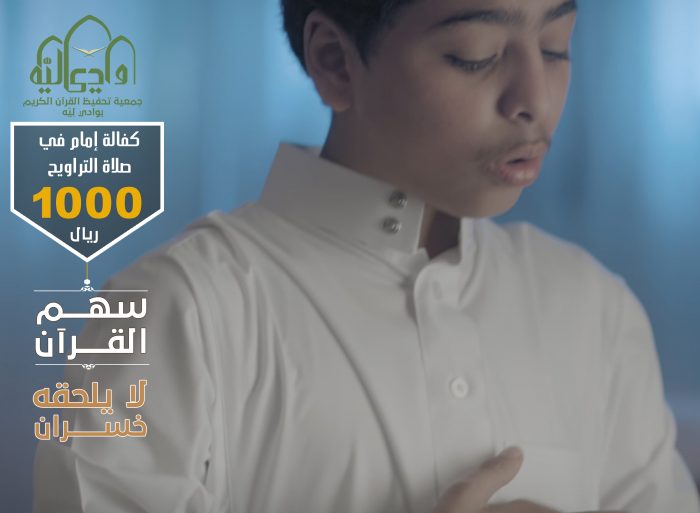 وادي ليّه
جمعية تحفيظ القرآن الكريم
بوادي ليه
كفالة إمام في
صلاة التراويح
1000
ريال
سهم
القرآن
لا يلحقه
خسران